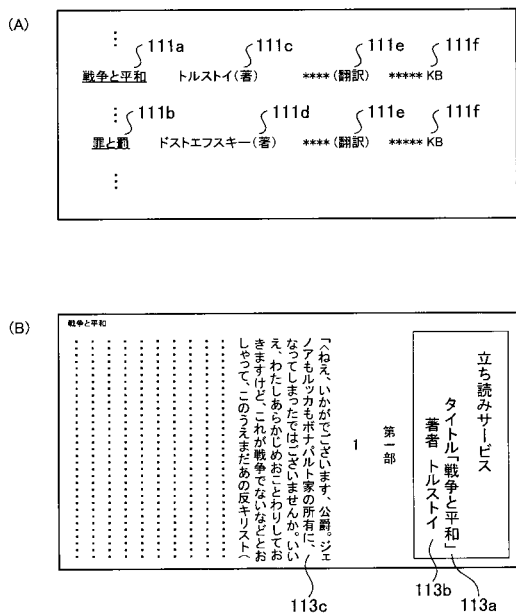 (A)
111a 111c 111e 111f
戦争と平和 トルストイ(著) ****(翻訳) *****KB
111b 111d 111e 111f
罪と罰 ドストエフスキー(著) ****(翻訳) *****KB
(B)
戦争と平和
立ち読みサービス
タイトル「戦争と平和」
著者 トルストイ
第一部
1
「〈ねえ、いかがでございます、公爵。ジェ
ノアもルッカもボナパルト家の所有に、
なってしまったではございませんか。いい
え、わたしあらかじめおことわりしてお
きますけど、これが戦争でないなどとお
しゃって、このうえまだあの反キリスト〈
113c 113b 113a